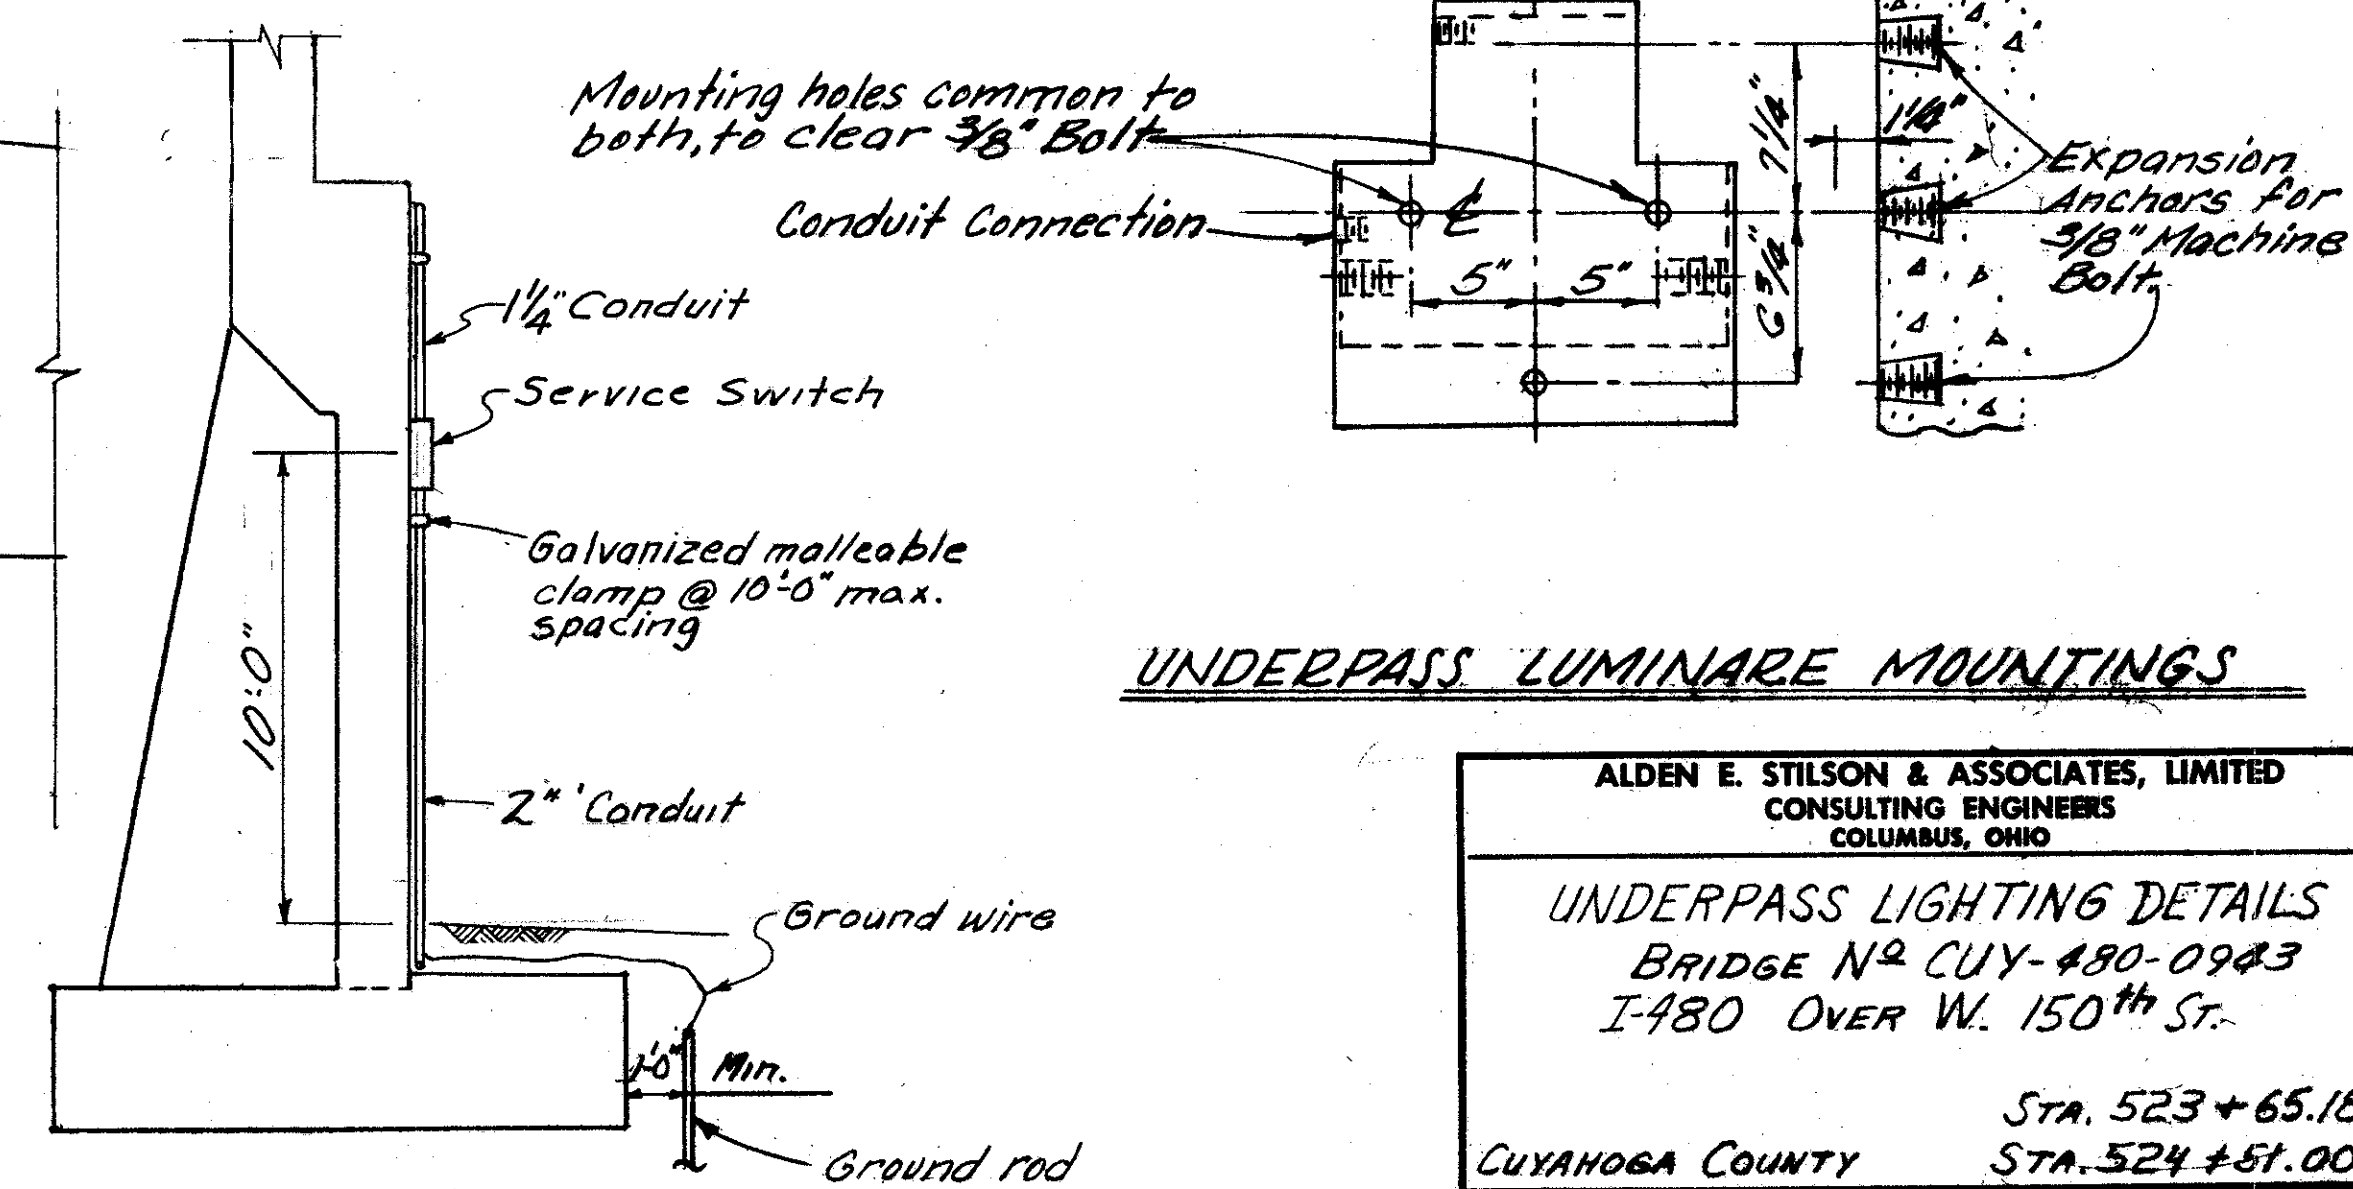 Mounting holes common to
both, to clear 3/8" Bolt
Conduit Connection
℄
5" 5"
7 1/4"
6 3/4"
1 1/4"
Expansion
Anchors for
3/8" Machine
Bolt.
1 1/4" Conduit
Service Switch
Galvanized malleable
clamp @ 10'-0" max.
spacing
10'-0"
2" Conduit
Ground wire
1'-0" Min.
Ground rod
UNDERPASS LUMINARE MOUNTINGS
ALDEN E. STILSON & ASSOCIATES, LIMITED
CONSULTING ENGINEERS
COLUMBUS, OHIO
UNDERPASS LIGHTING DETAILS
BRIDGE Nº CUY-480-0943
I-480 OVER W. 150th ST.
STA. 523 + 65.18
CUYAHOGA COUNTY STA. 524 + 51.00